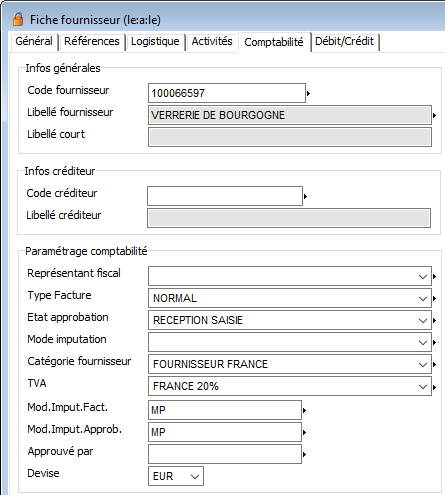 Fiche fournisseur (le:a:le)
Général Références Logistique Activités Comptabilité Débit/Crédit
Infos générales
Code fournisseur 100066597
Libellé fournisseur VERRERIE DE BOURGOGNE
Libellé court
Infos créditeur
Code créditeur
Libellé créditeur
Paramétrage comptabilité
Représentant fiscal
Type Facture NORMAL
Etat approbation RECEPTION SAISIE
Mode imputation
Catégorie fournisseur FOURNISSEUR FRANCE
TVA FRANCE 20%
Mod.Imput.Fact. MP
Mod.Imput.Approb. MP
Approuvé par
Devise EUR